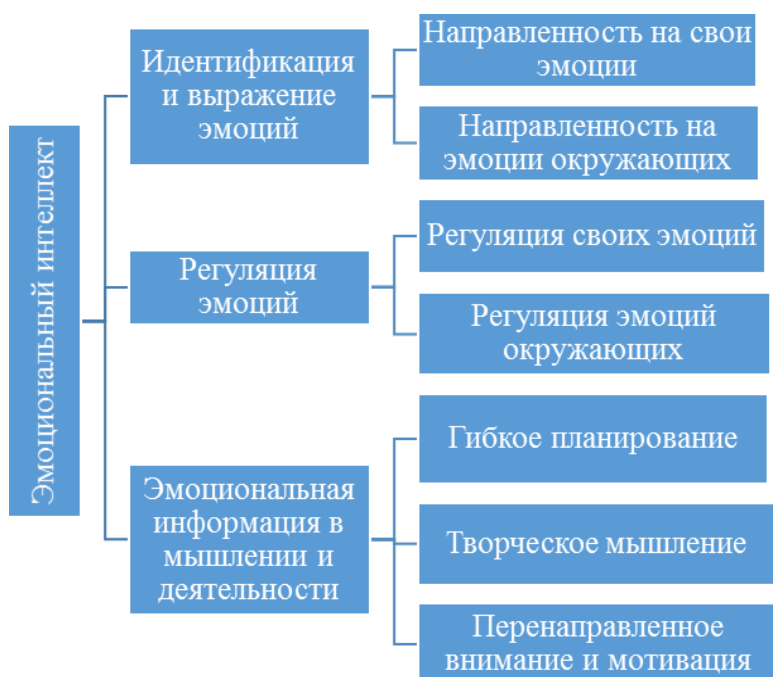 Эмоциональный интеллект
Идентификация
и выражение
эмоций
Направленность на свои
эмоции
Направленность на
эмоции окружающих
Регуляция
эмоций
Регуляция своих эмоций
Регуляция эмоций
окружающих
Эмоциональная
информация в
мышлении и
деятельности
Гибкое планирование
Творческое мышление
Перенаправленное
внимание и мотивация